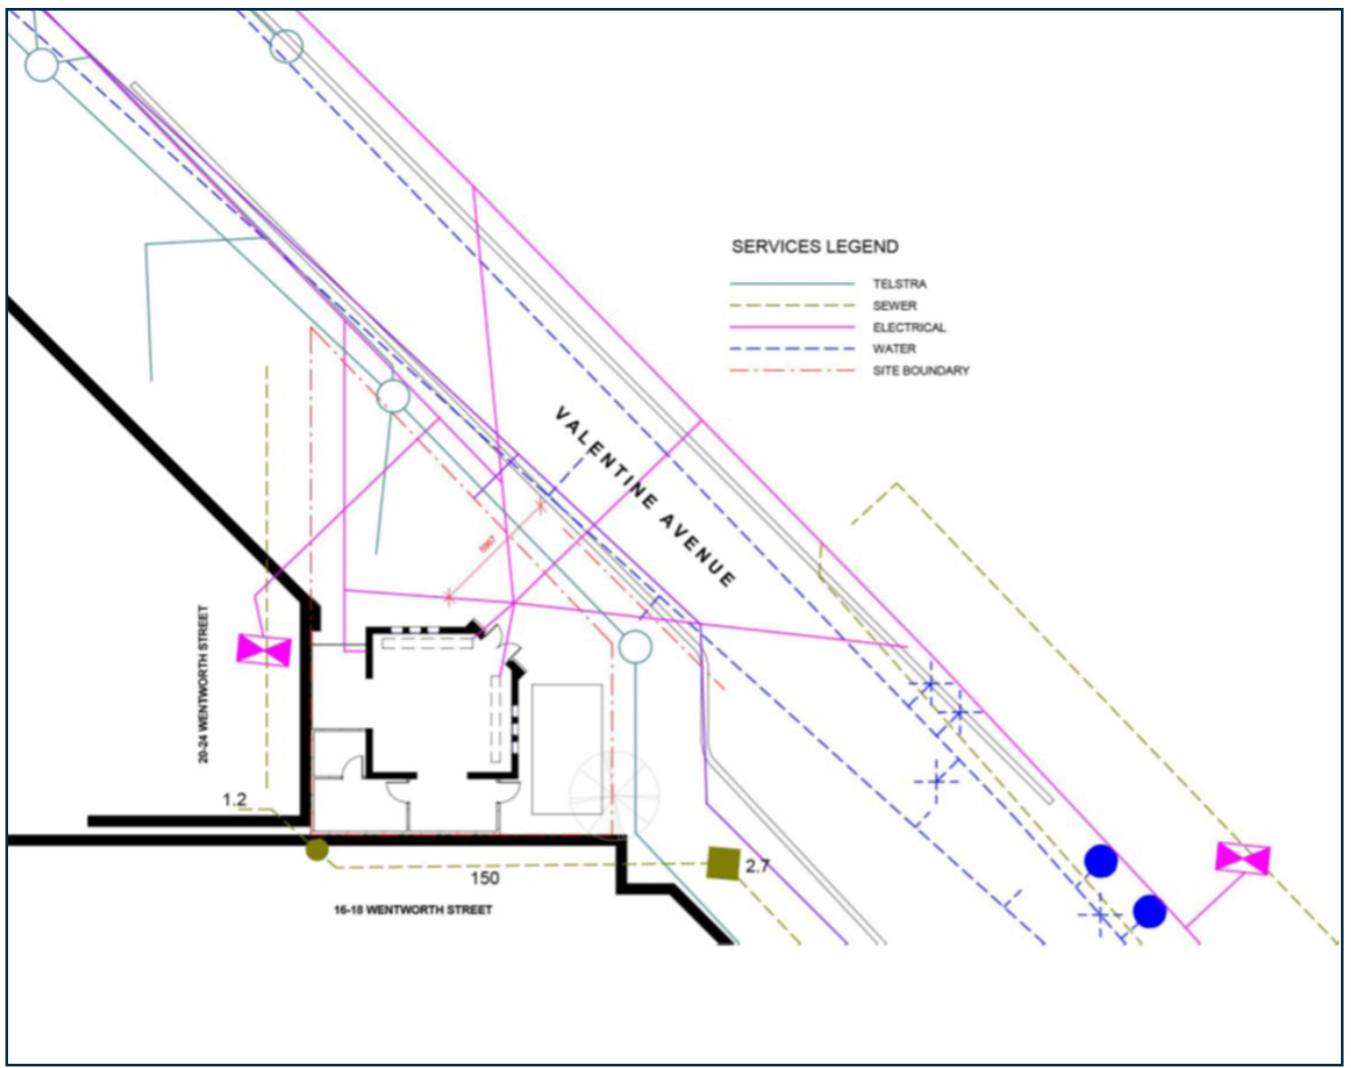 SERVICES LEGEND
TELSTRA
SEWER
ELECTRICAL
WATER
SITE BOUNDARY
VALENTINE AVENUE
5967
20-24 WENTWORTH STREET
1.2
2.7
150
16-18 WENTWORTH STREET